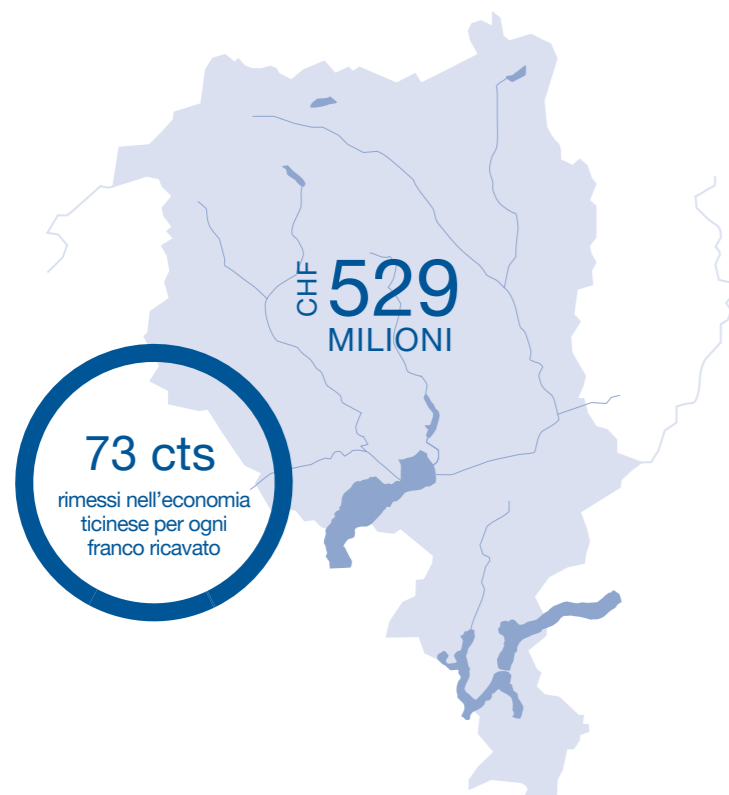 CHF 529
MILIONI
73 cts
rimessi nell'economia
ticinese per ogni
franco ricavato